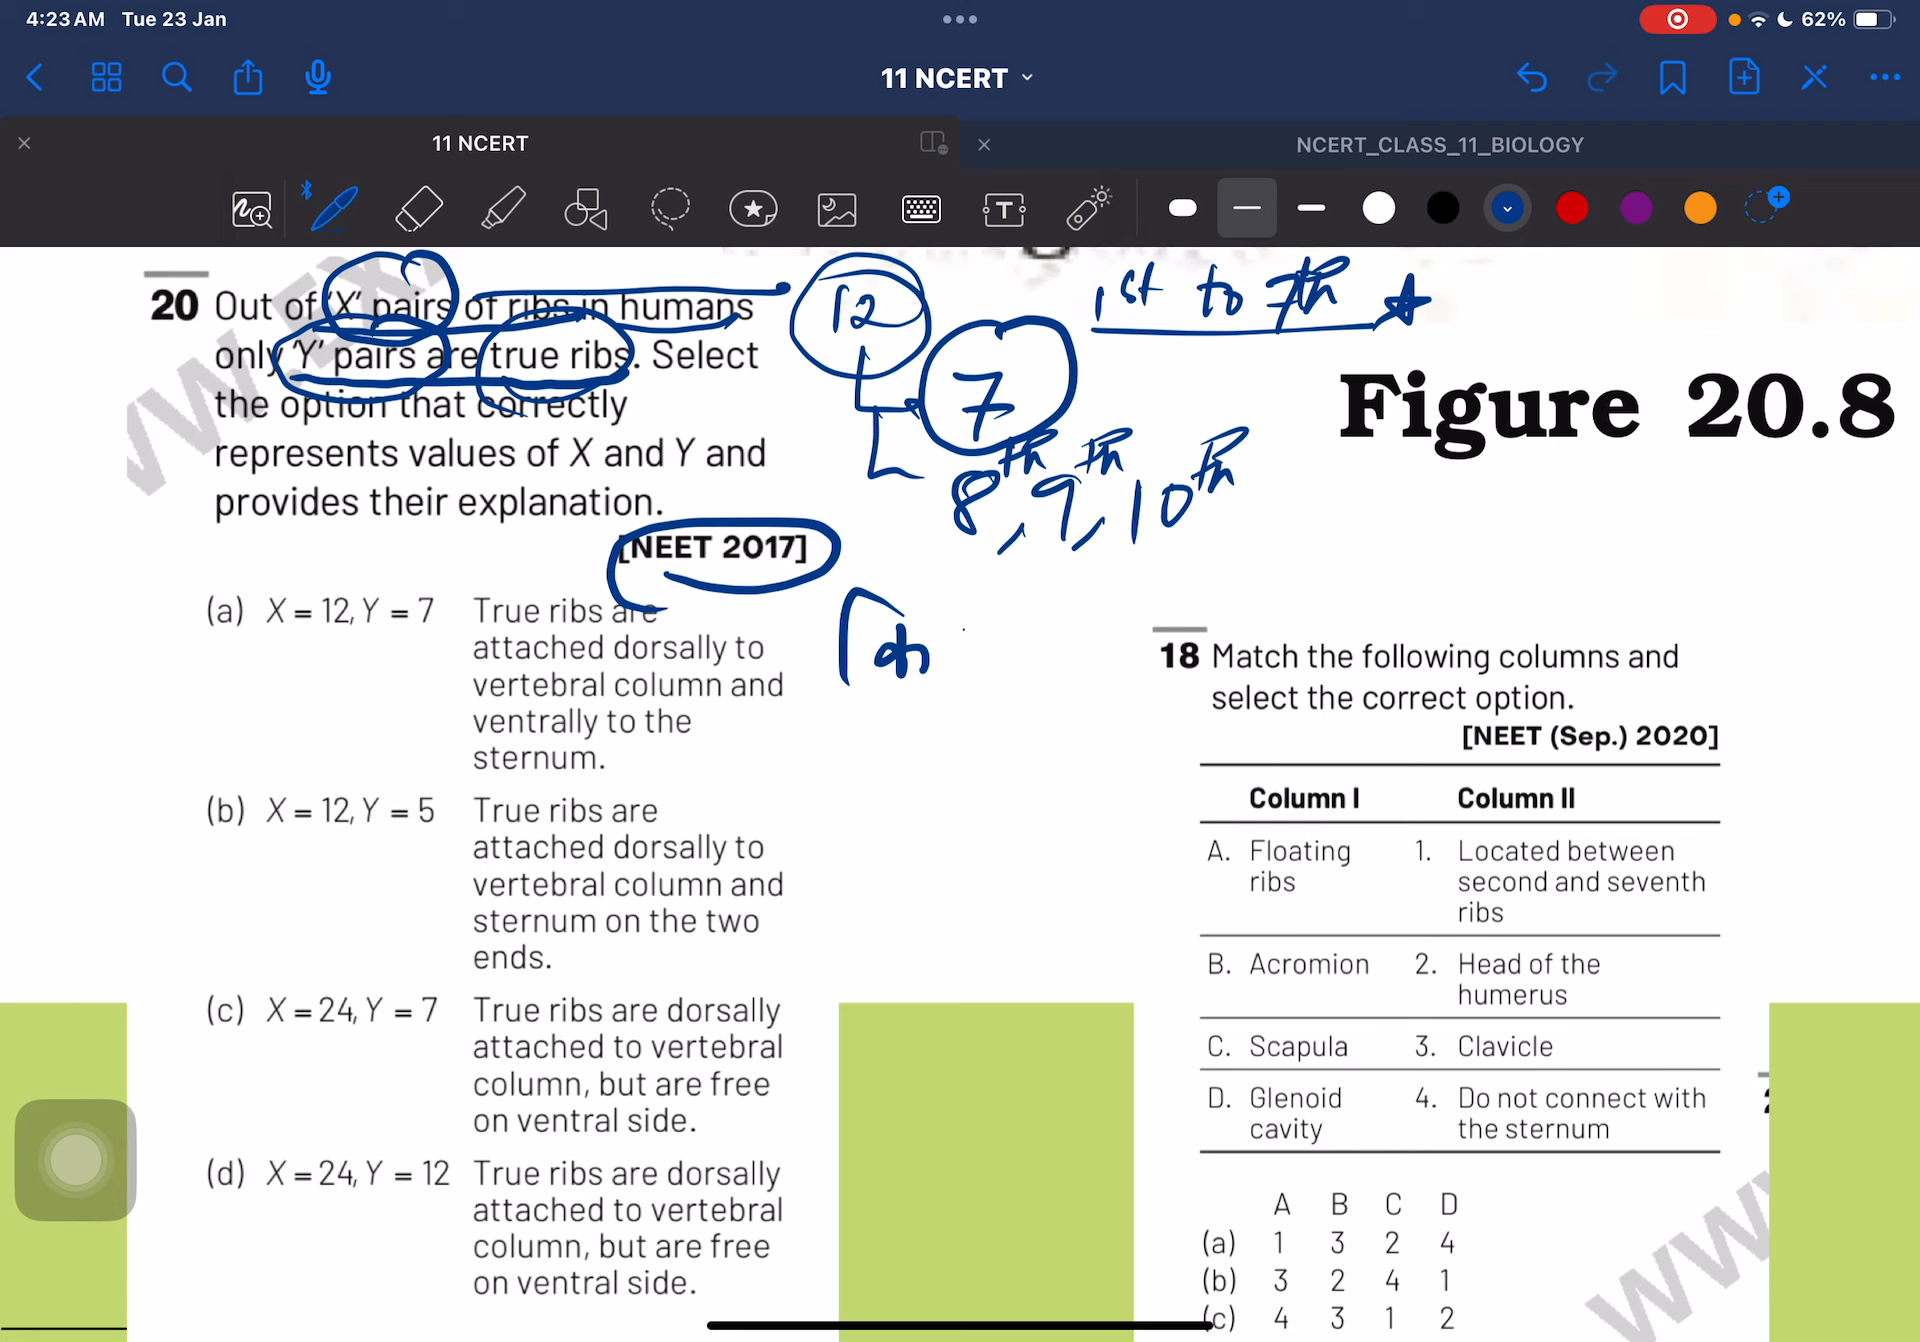 4:23 AM Tue 23 Jan
62%
11 NCERT
11 NCERT
NCERT_CLASS_11_BIOLOGY
T
20 Out of 'X' pairs of ribs in humans
only 'Y' pairs are true ribs. Select
the option that correctly
represents values of X and Y and
provides their explanation.
[NEET 2017]
(a) X = 12, Y = 7 True ribs are
attached dorsally to
vertebral column and
ventrally to the
sternum.
(b) X = 12, Y = 5 True ribs are
attached dorsally to
vertebral column and
sternum on the two
ends.
(c) X = 24, Y = 7 True ribs are dorsally
attached to vertebral
column, but are free
on ventral side.
(d) X = 24, Y = 12 True ribs are dorsally
attached to vertebral
column, but are free
on ventral side.
12
1st to 7th
7
8th, 9th, 10th
Figure 20.8
18 Match the following columns and
select the correct option.
[NEET (Sep.) 2020]
Column I Column II
A. Floating 1. Located between
ribs second and seventh
ribs
B. Acromion 2. Head of the
humerus
C. Scapula 3. Clavicle
D. Glenoid 4. Do not connect with
cavity the sternum
A B C D
(a) 1 3 2 4
(b) 3 2 4 1
(c) 4 3 1 2